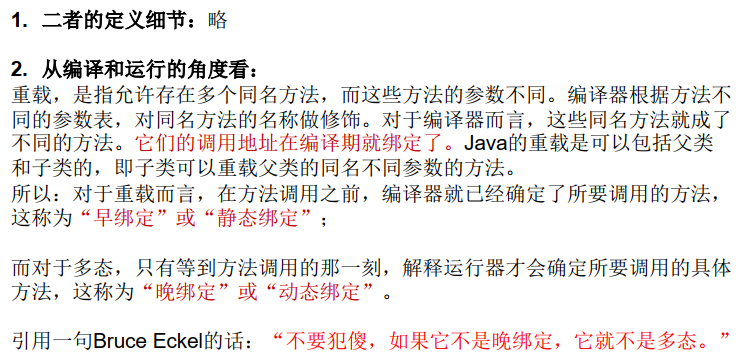 1. 二者的定义细节：略
2. 从编译和运行的角度看：
重载，是指允许存在多个同名方法，而这些方法的参数不同。编译器根据方法不
同的参数表，对同名方法的名称做修饰。对于编译器而言，这些同名方法就成了
不同的方法。它们的调用地址在编译期就绑定了。Java的重载是可以包括父类
和子类的，即子类可以重载父类的同名不同参数的方法。
所以：对于重载而言，在方法调用之前，编译器就已经确定了所要调用的方法，
这称为“早绑定”或“静态绑定”；
而对于多态，只有等到方法调用的那一刻，解释运行器才会确定所要调用的具体
方法，这称为“晚绑定”或“动态绑定”。
引用一句Bruce Eckel的话：“不要犯傻，如果它不是晚绑定，它就不是多态。”